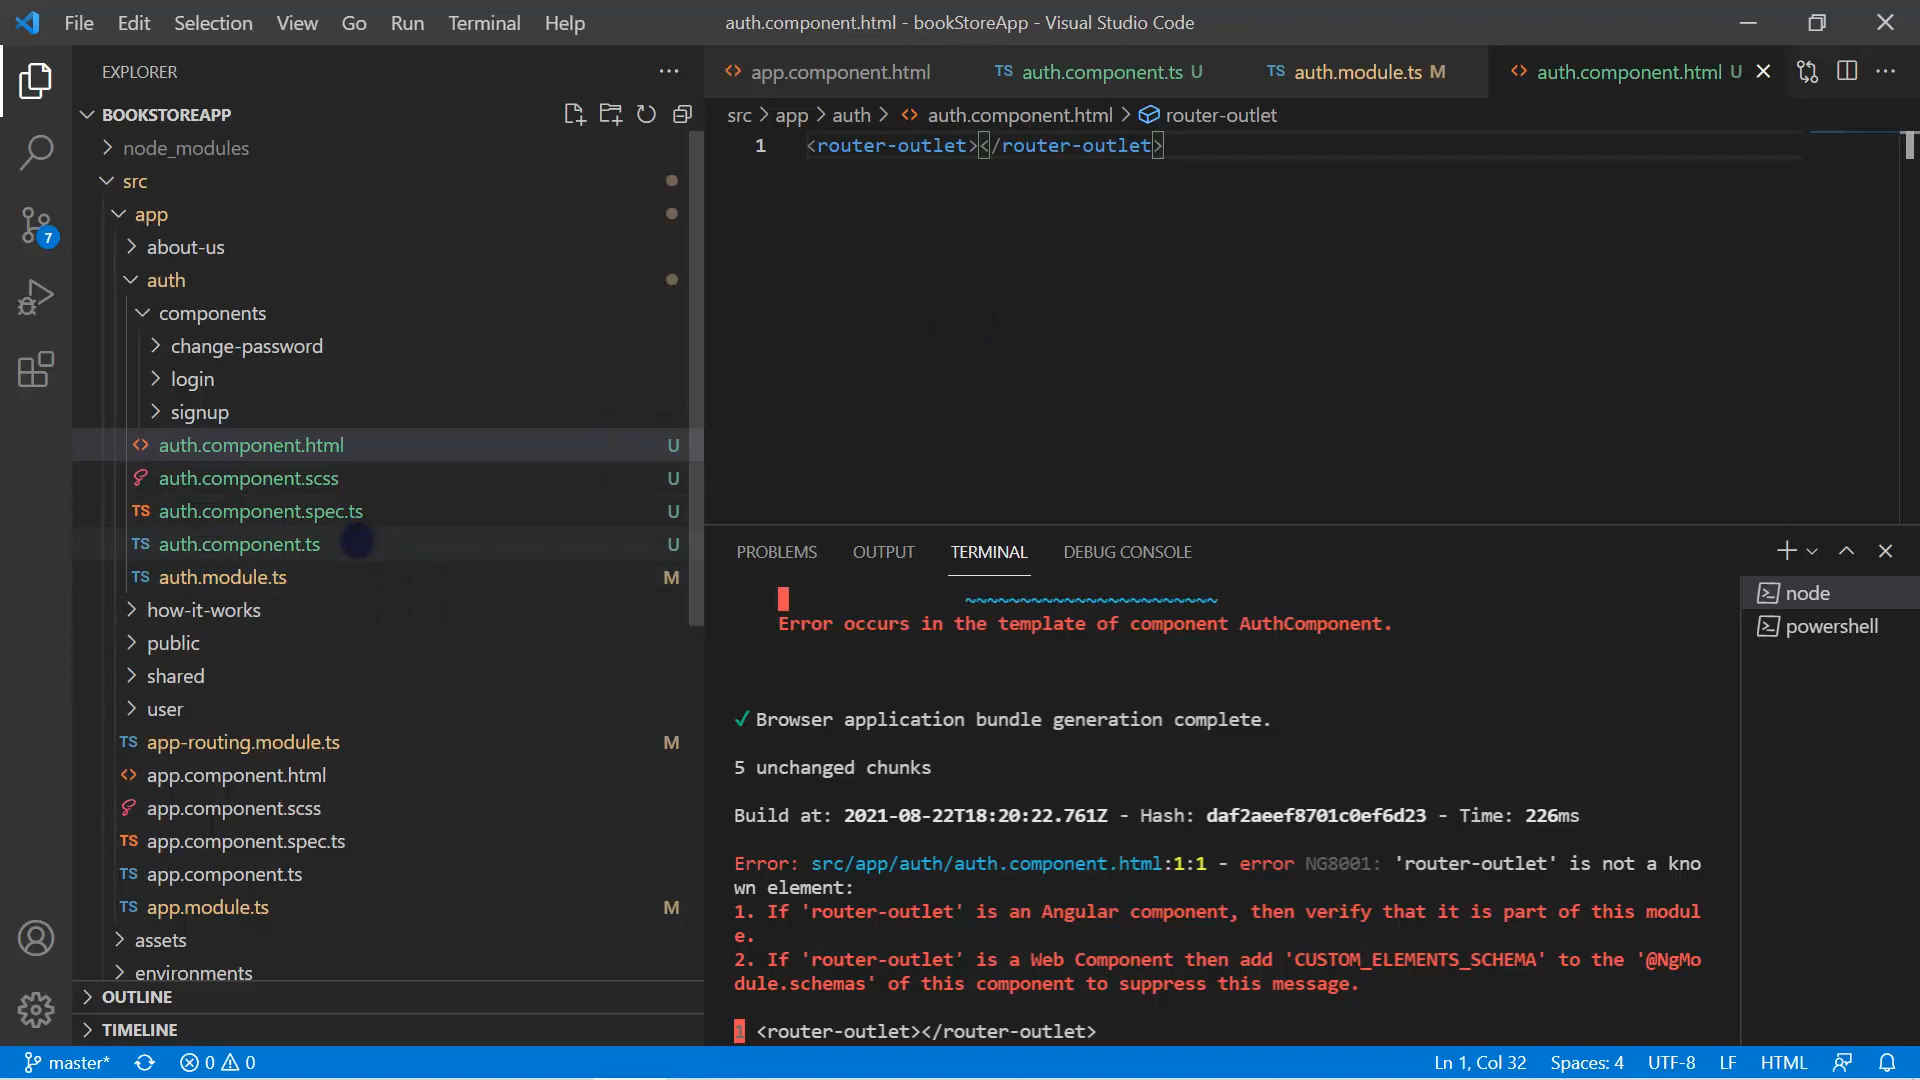 File Edit Selection View Go Run Terminal Help
auth.component.html - bookStoreApp - Visual Studio Code
EXPLORER
BOOKSTOREAPP
node_modules
src
app
about-us
auth
components
change-password
login
signup
auth.component.html U
auth.component.scss U
auth.component.spec.ts U
auth.component.ts U
auth.module.ts M
how-it-works
public
shared
user
app-routing.module.ts M
app.component.html
app.component.scss
app.component.spec.ts
app.component.ts
app.module.ts M
assets
environments
OUTLINE
TIMELINE
7
app.component.html TS auth.component.ts U TS auth.module.ts M auth.component.html U
src > app > auth > auth.component.html > router-outlet
1 <router-outlet></router-outlet>
PROBLEMS OUTPUT TERMINAL DEBUG CONSOLE
node
powershell
~~~~~~~~~~~~~~~~~~~~~~~
Error occurs in the template of component AuthComponent.
✓ Browser application bundle generation complete.
5 unchanged chunks
Build at: 2021-08-22T18:20:22.761Z - Hash: daf2aeef8701c0ef6d23 - Time: 226ms
Error: src/app/auth/auth.component.html:1:1 - error NG8001: 'router-outlet' is not a kno
wn element:
1. If 'router-outlet' is an Angular component, then verify that it is part of this modul
e.
2. If 'router-outlet' is a Web Component then add 'CUSTOM_ELEMENTS_SCHEMA' to the '@NgMo
dule.schemas' of this component to suppress this message.
1 <router-outlet></router-outlet>
master* 0 0 Ln 1, Col 32 Spaces: 4 UTF-8 LF HTML